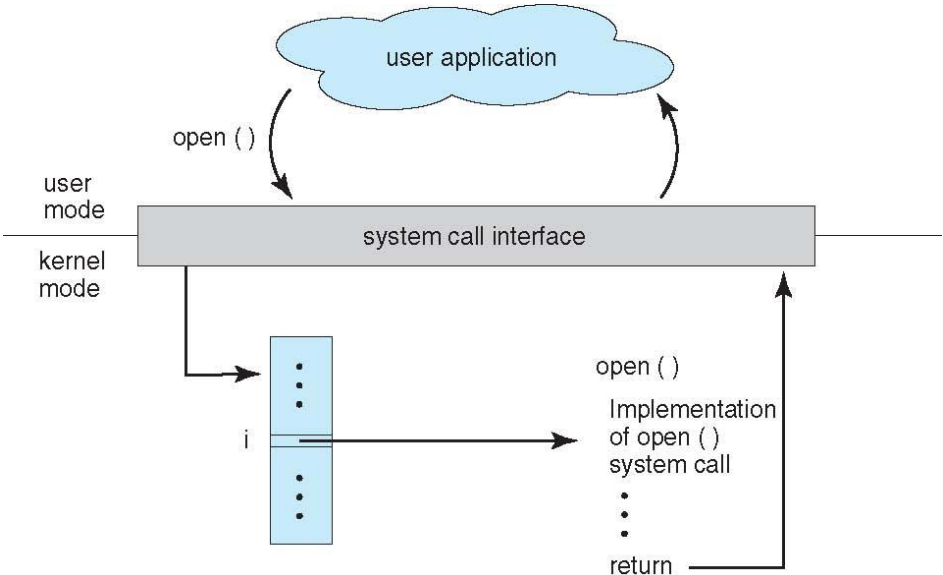 user application
open ( )
user
mode
system call interface
kernel
mode
open ( )
i
Implementation
of open ( )
system call
return